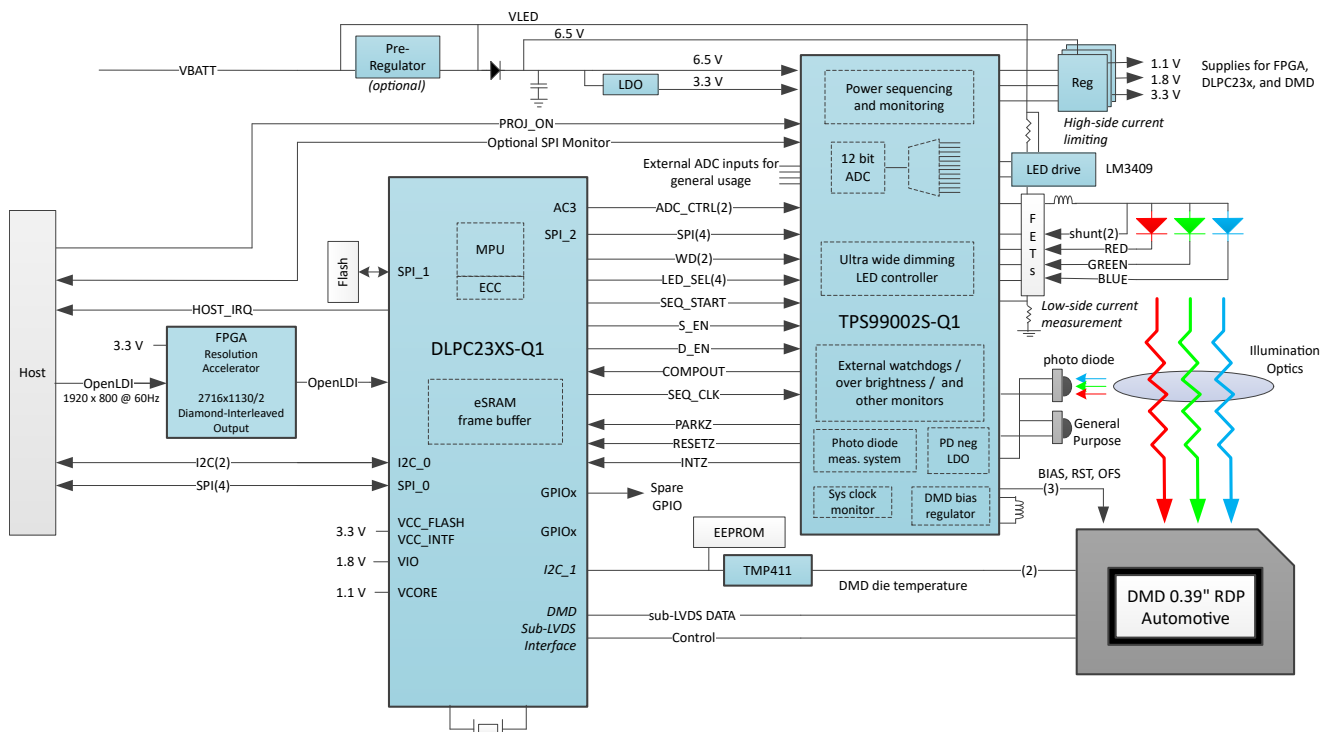 VLED
6.5 V
Pre-
Regulator
(optional)
VBATT
6.5 V
3.3 V
LDO
Reg
1.1 V
1.8 V
3.3 V
Supplies for FPGA,
DLPC23x, and DMD
High-side current
limiting
Power sequencing
and monitoring
PROJ_ON
Optional SPI Monitor
External ADC inputs for
general usage
12 bit
ADC
LED drive
LM3409
AC3
ADC_CTRL(2)
SPI_2
SPI(4)
MPU
ECC
WD(2)
LED_SEL(4)
SEQ_START
S_EN
D_EN
COMPOUT
SEQ_CLK
PARKZ
RESETZ
INTZ
Flash
SPI_1
HOST_IRQ
Host
3.3 V
FPGA
Resolution
Accelerator
2716x1130/2
Diamond-Interleaved
Output
OpenLDI
1920 x 800 @ 60Hz
OpenLDI
DLPC23XS-Q1
eSRAM
frame buffer
I2C(2)
I2C_0
SPI(4)
SPI_0
GPIOx
Spare
GPIO
3.3 V
VCC_FLASH
VCC_INTF
GPIOx
1.8 V
VIO
I2C_1
1.1 V
VCORE
DMD
Sub-LVDS
Interface
Ultra wide dimming
LED controller
TPS99002S-Q1
External watchdogs /
over brightness / and
other monitors
Photo diode
meas. system
PD neg
LDO
Sys clock
monitor
DMD bias
regulator
FETs
shunt(2)
RED
GREEN
BLUE
Low-side current
measurement
photo diode
Illumination
Optics
General
Purpose
BIAS, RST, OFS
(3)
EEPROM
TMP411
DMD die temperature
(2)
sub-LVDS DATA
Control
DMD 0.39" RDP
Automotive